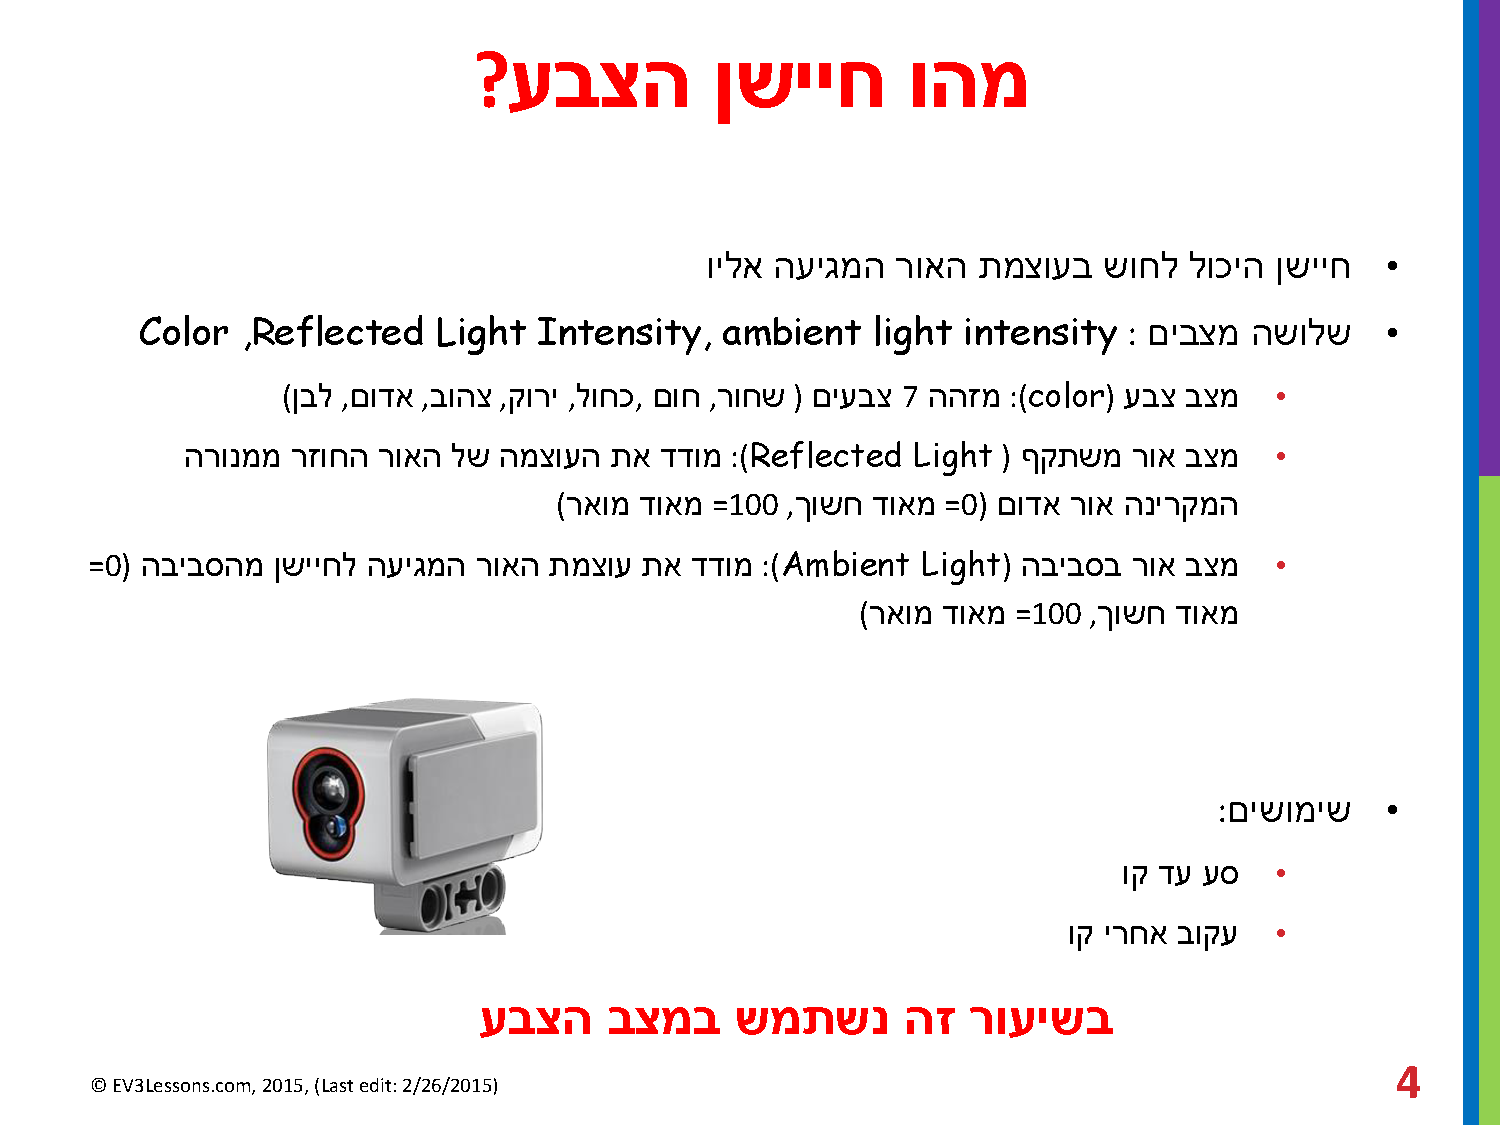 מהו חיישן הצבע?
• חיישן היכול לחוש בעוצמת האור המגיעה אליו
• שלושה מצבים : Color ,Reflected Light Intensity, ambient light intensity
• מצב צבע (color): מזהה 7 צבעים ( שחור, חום ,כחול, ירוק, צהוב, אדום, לבן)
• מצב אור משתקף ( Reflected Light): מודד את העוצמה של האור החוזר ממנורה
המקרינה אור אדום (0= מאוד חשוך, 100= מאוד מואר)
• מצב אור בסביבה (Ambient Light): מודד את עוצמת האור המגיעה לחיישן מהסביבה (0=
מאוד חשוך, 100= מאוד מואר)
• שימושים:
• סע עד קו
• עקוב אחרי קו
בשיעור זה נשתמש במצב הצבע
© EV3Lessons.com, 2015, (Last edit: 2/26/2015)
4